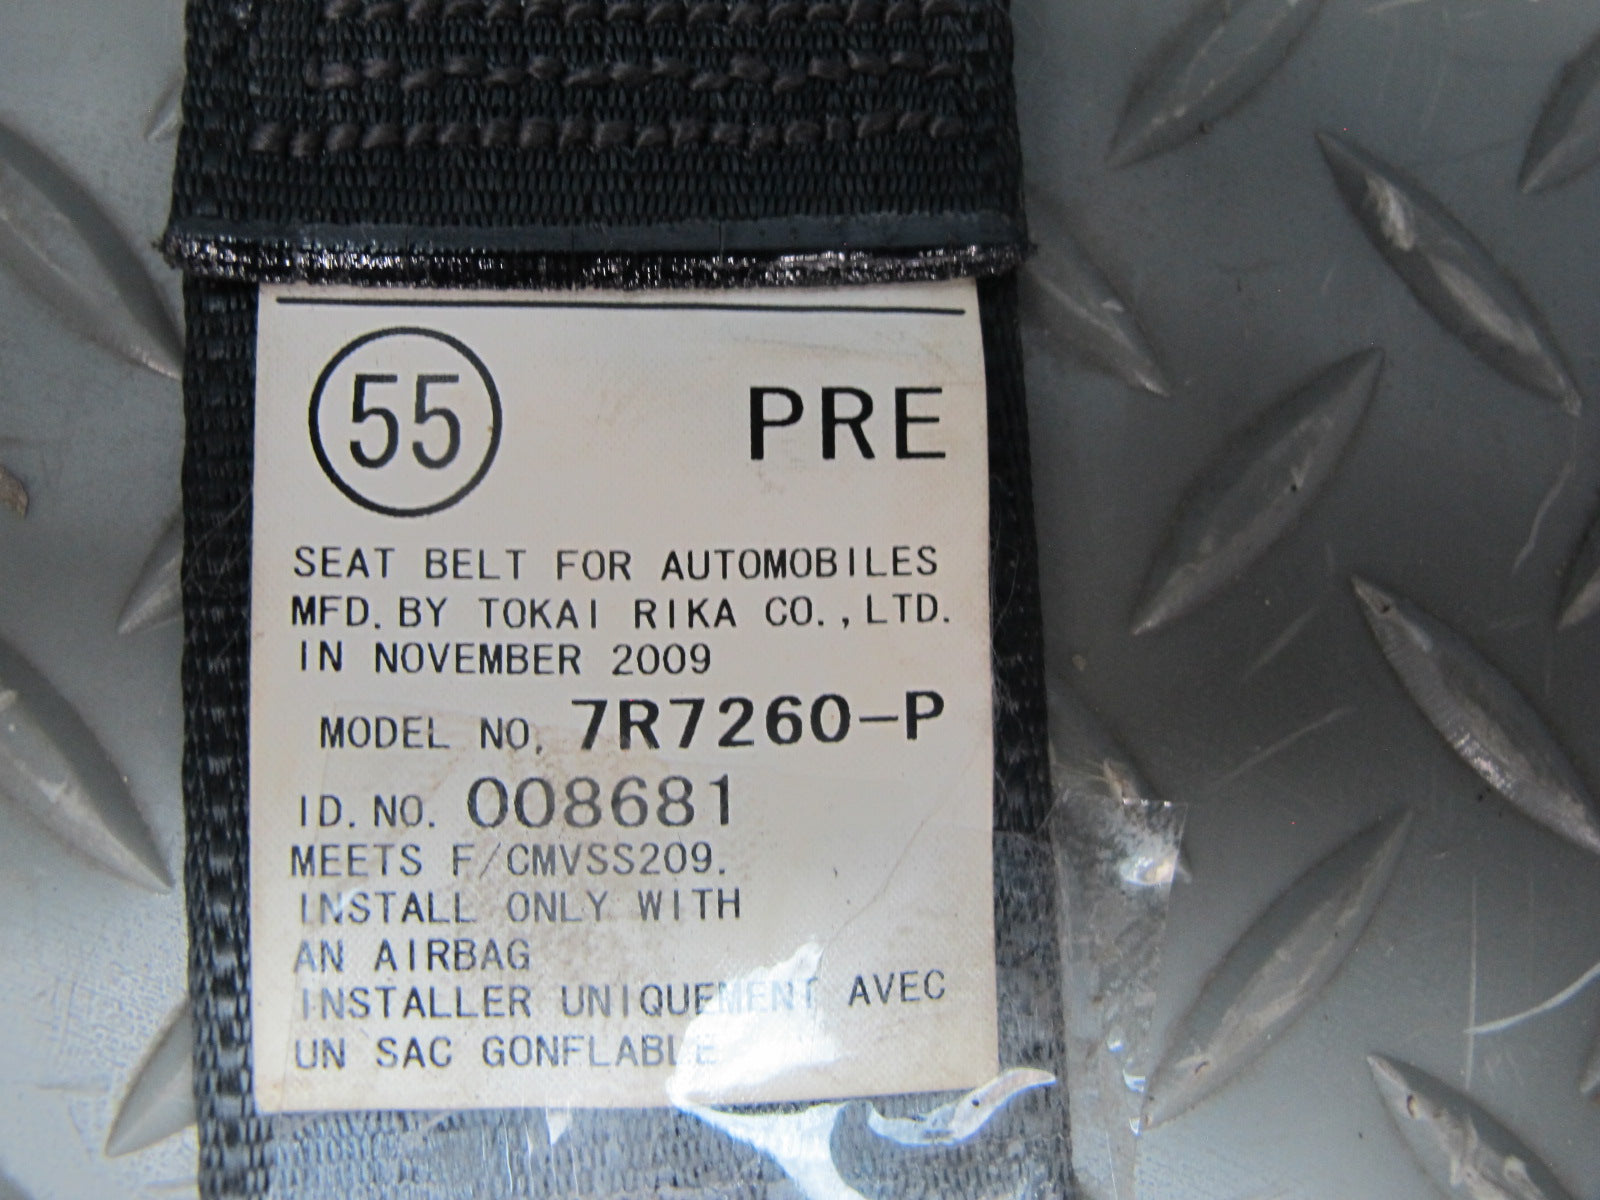 55 PRE
SEAT BELT FOR AUTOMOBILES
MFD. BY TOKAI RIKA CO., LTD.
IN NOVEMBER 2009
MODEL NO. 7R7260-P
ID. NO. 008681
MEETS F/CMVSS209.
INSTALL ONLY WITH
AN AIRBAG
INSTALLER UNIQUEMENT AVEC
UN SAC GONFLABLE